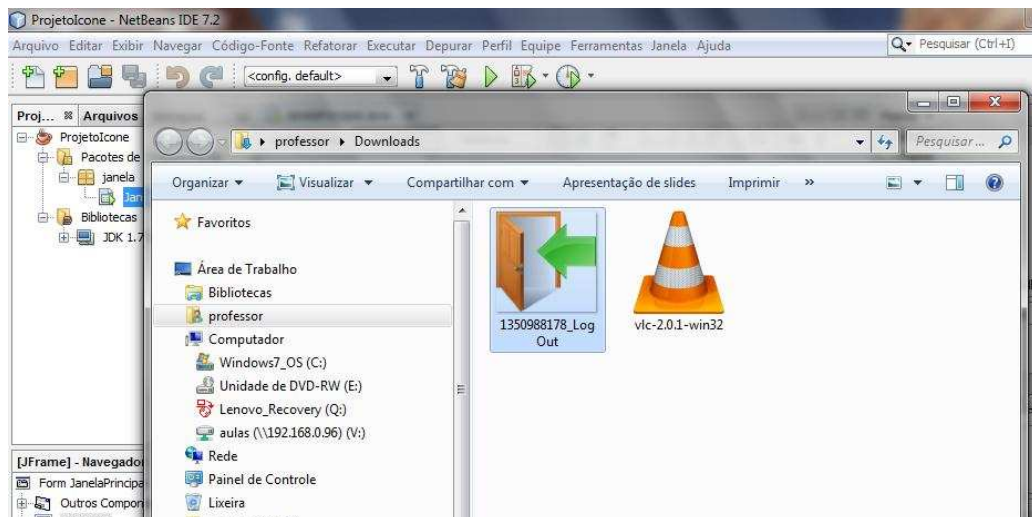 ProjetoIcone - NetBeans IDE 7.2
Arquivo Editar Exibir Navegar Código-Fonte Refatorar Executar Depurar Perfil Equipe Ferramentas Janela Ajuda
Pesquisar (Ctrl+I)
<config. default>
Proj... Arquivos
ProjetoIcone
Pacotes de
janela
Jan
Bibliotecas
JDK 1.7
[JFrame] - Navegado
Form JanelaPrincipa
Outros Compon
professor Downloads
Pesquisar ...
Organizar Visualizar Compartilhar com Apresentação de slides Imprimir »
Favoritos
Área de Trabalho
Bibliotecas
professor
Computador
Windows7_OS (C:)
Unidade de DVD-RW (E:)
Lenovo_Recovery (Q:)
aulas (\\192.168.0.96) (V:)
Rede
Painel de Controle
Lixeira
1350988178_Log
Out
vlc-2.0.1-win32